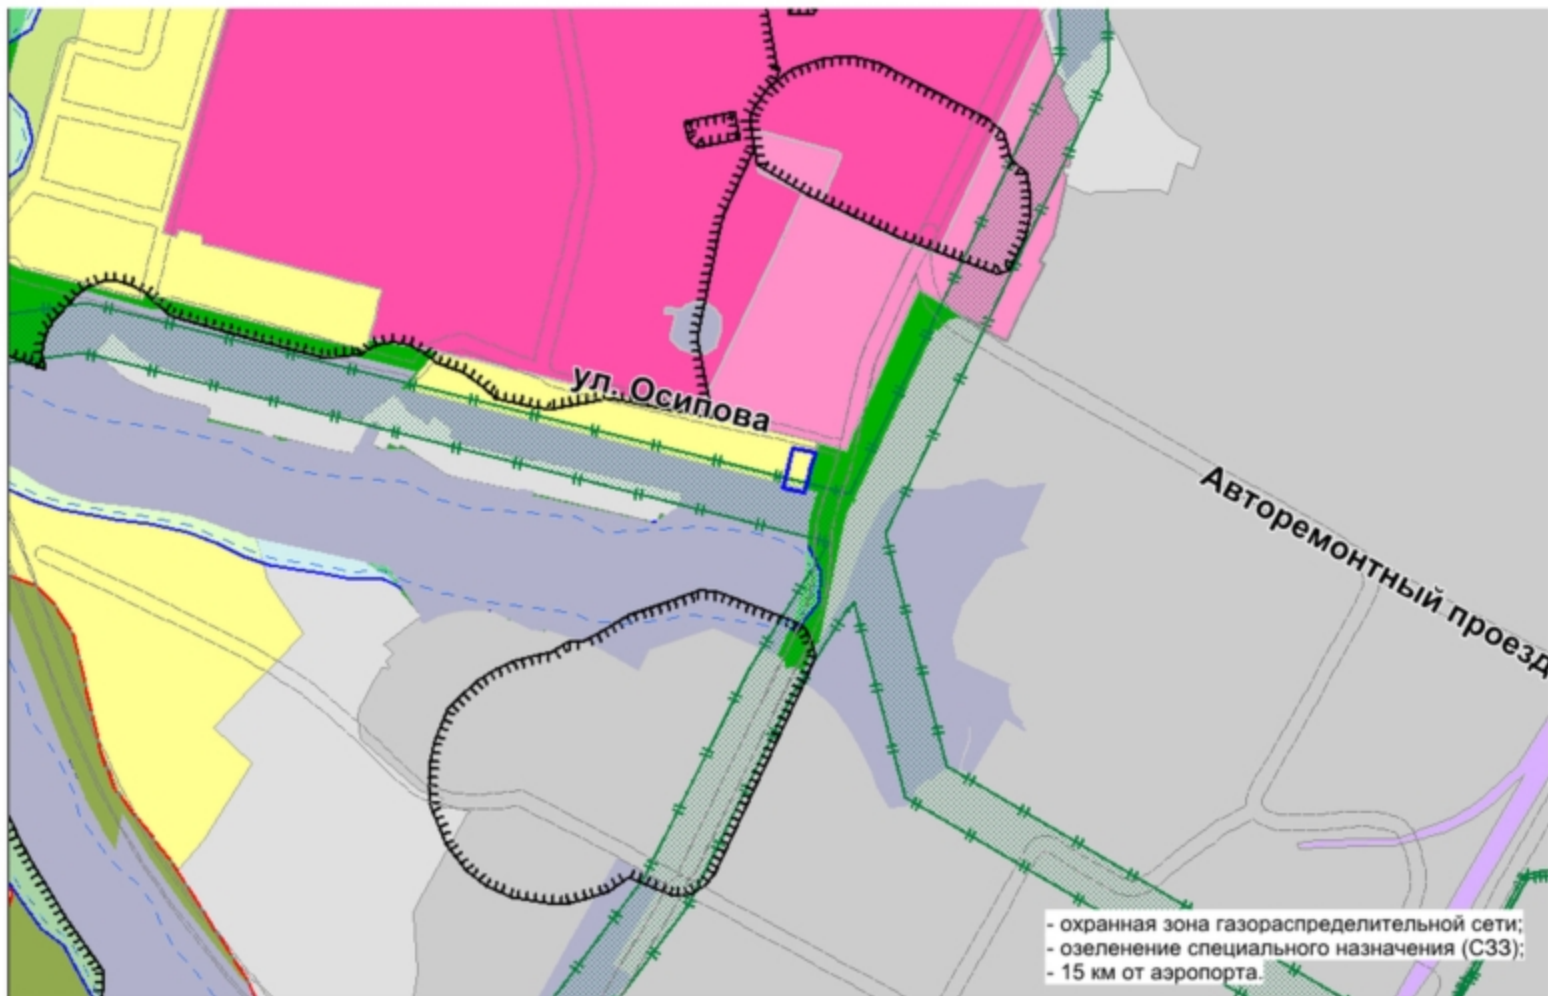 ул. Осипова
Авторемонтный проезд
- охранная зона газораспределительной сети;
- озеленение специального назначения (СЗЗ);
- 15 км от аэропорта.